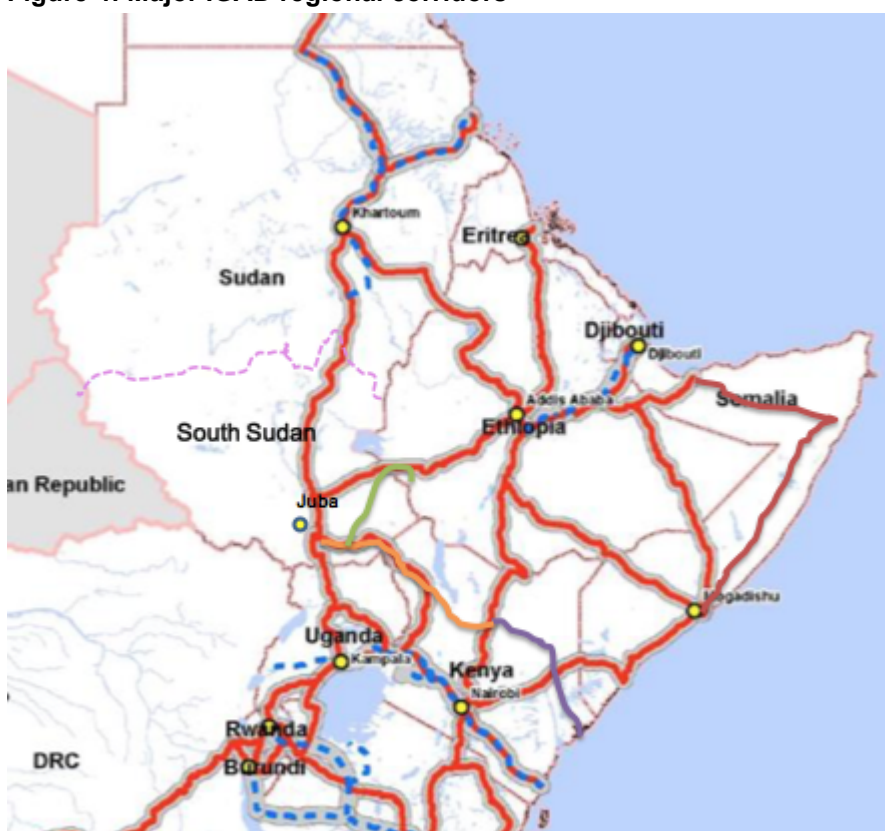 Figure 4: Major IGAD regional corridors
Khartoum
Eritrea
Sudan
Djibouti
Djibouti
Somalia
Addis Ababa
Ethiopia
South Sudan
an Republic
Juba
Mogadishu
Uganda
Kampala
Kenya
Nairobi
Rwanda
DRC
Burundi